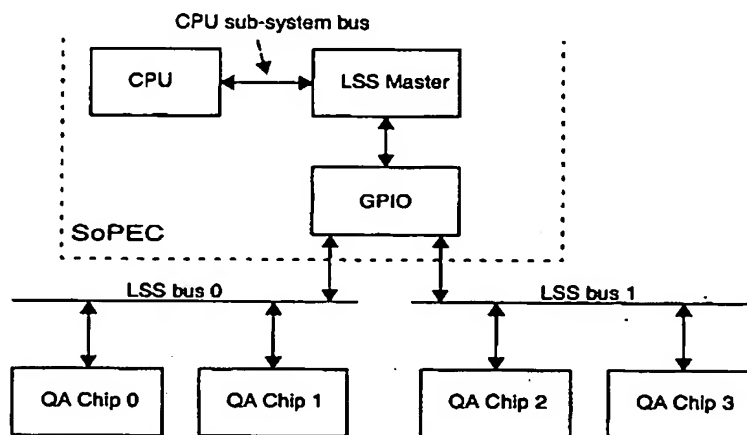 CPU sub-system bus
CPU
LSS Master
GPIO
SoPEC
LSS bus 0
LSS bus 1
QA Chip 0
QA Chip 1
QA Chip 2
QA Chip 3